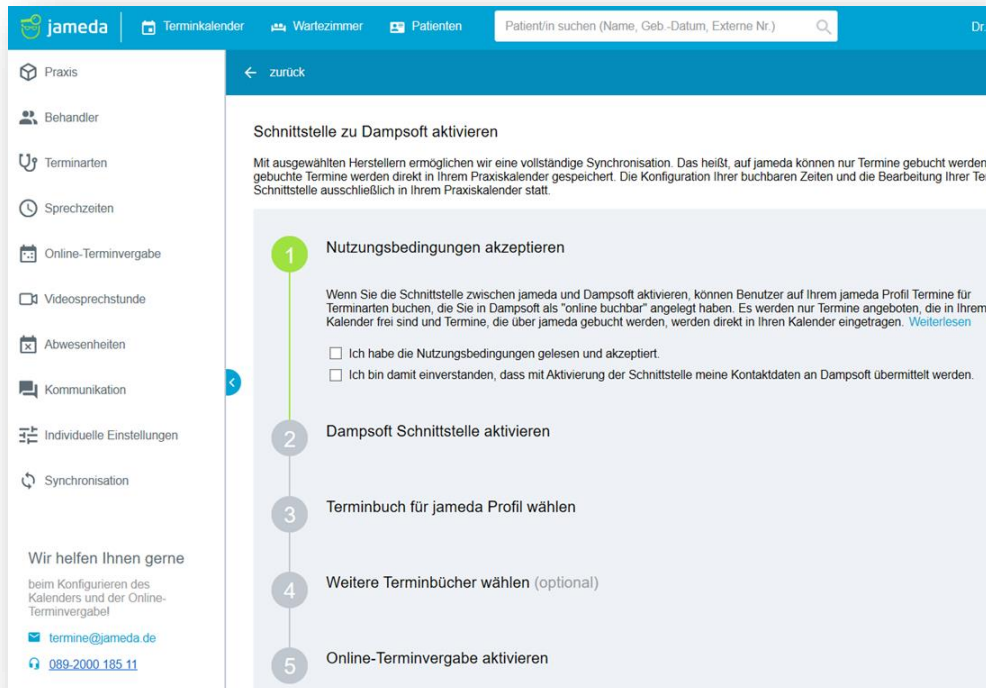 jameda
Terminkalender
Wartezimmer
Patienten
Patient/in suchen (Name, Geb.-Datum, Externe Nr.)
Dr.
Praxis
Behandler
Terminarten
Sprechzeiten
Online-Terminvergabe
Videosprechstunde
Abwesenheiten
Kommunikation
Individuelle Einstellungen
Synchronisation
Wir helfen Ihnen gerne
beim Konfigurieren des
Kalenders und der Online-
Terminvergabe!
termine@jameda.de
089-2000 185 11
zurück
Schnittstelle zu Dampsoft aktivieren
Mit ausgewählten Herstellern ermöglichen wir eine vollständige Synchronisation. Das heißt, auf jameda können nur Termine gebucht werden
gebuchte Termine werden direkt in Ihrem Praxiskalender gespeichert. Die Konfiguration Ihrer buchbaren Zeiten und die Bearbeitung Ihrer Te
Schnittstelle ausschließlich in Ihrem Praxiskalender statt.
1 Nutzungsbedingungen akzeptieren
Wenn Sie die Schnittstelle zwischen jameda und Dampsoft aktivieren, können Benutzer auf Ihrem jameda Profil Termine für
Terminarten buchen, die Sie in Dampsoft als "online buchbar" angelegt haben. Es werden nur Termine angeboten, die in Ihrem
Kalender frei sind und Termine, die über jameda gebucht werden, werden direkt in Ihren Kalender eingetragen. Weiterlesen
Ich habe die Nutzungsbedingungen gelesen und akzeptiert.
Ich bin damit einverstanden, dass mit Aktivierung der Schnittstelle meine Kontaktdaten an Dampsoft übermittelt werden.
2 Dampsoft Schnittstelle aktivieren
3 Terminbuch für jameda Profil wählen
4 Weitere Terminbücher wählen (optional)
5 Online-Terminvergabe aktivieren